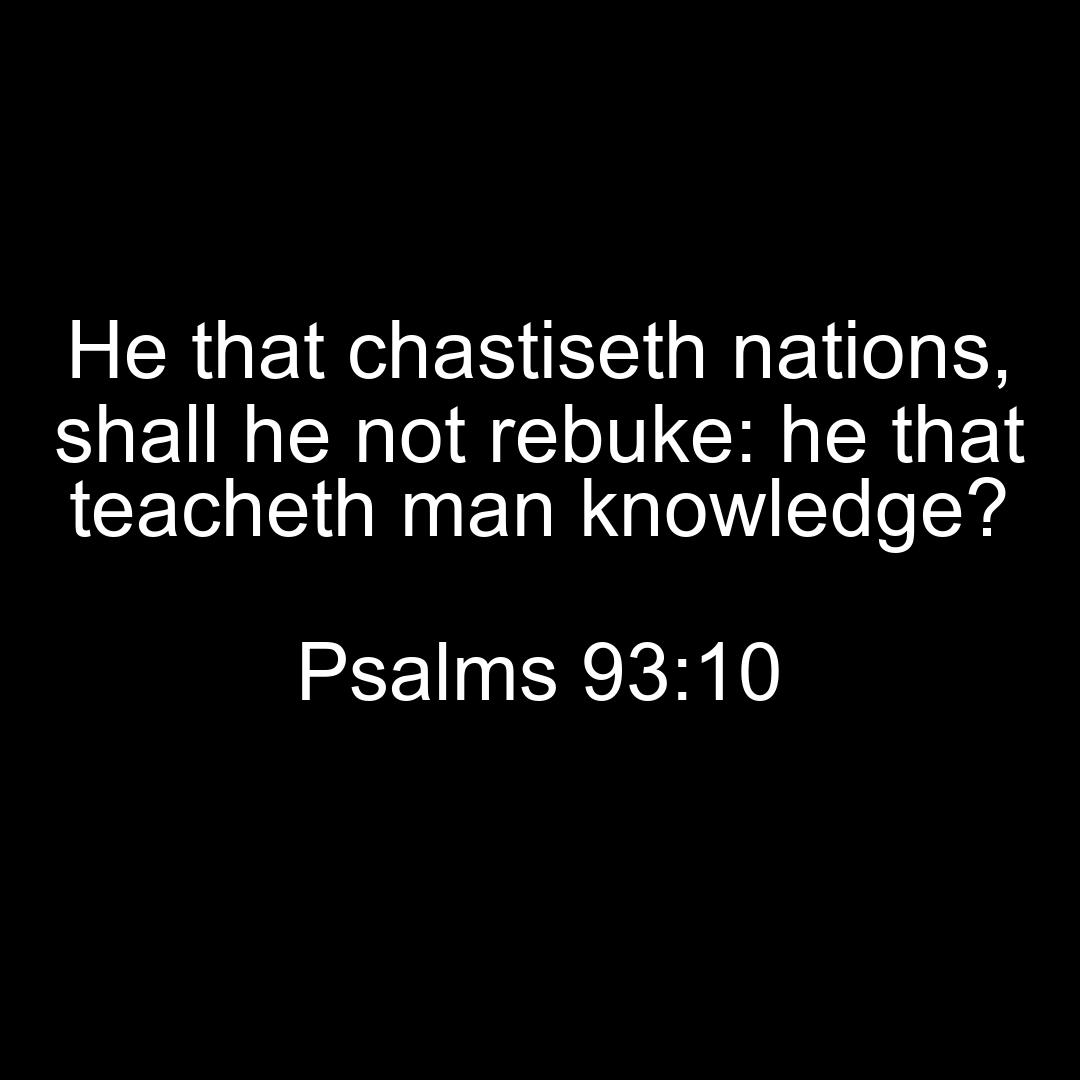 He that chastiseth nations,
shall he not rebuke: he that
teacheth man knowledge?
Psalms 93:10